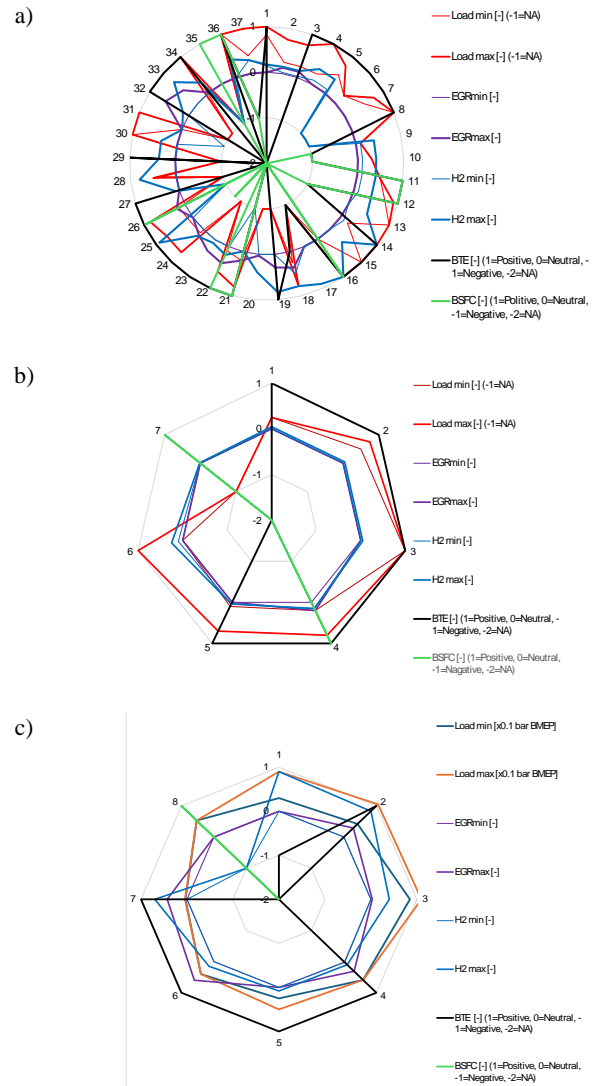 a)
37
1
1
2
3
36
4
35
5
34
6
33
0
7
32
8
31
-1
9
30
10
29
-2
11
28
12
27
13
26
14
25
15
24
16
23
17
22
18
21
19
20
Load min [-] (-1=NA)
Load max [-] (-1=NA)
EGRmin [-]
EGRmax [-]
H2 min [-]
H2 max [-]
BTE [-] (1=Positive, 0=Neutral, -
1=Negative, -2=NA)
BSFC [-] (1=Politive, 0=Neutral,
-1=Negative, -2=NA)
b)
1
1
7
2
0
-1
-2
6
3
5
4
Load min [-] (-1=NA)
Load max [-] (-1=NA)
EGRmin [-]
EGRmax [-]
H2 min [-]
H2 max [-]
BTE [-] (1=Positive, 0=Neutral, -
1=Negative, -2=NA)
BSFC [-] (1=Positive, 0=Neutral,
-1=Nagative, -2=NA)
c)
1
1
8
2
0
-1
7
-2
3
6
4
5
Load min [x0.1 bar BMEP]
Load max [x0.1 bar BMEP]
EGRmin [-]
EGRmax [-]
H2 min [-]
H2 max [-]
BTE [-] (1=Positive, 0=Neutral, -
1=Negative, -2=NA)
BSFC [-] (1=Positive, 0=Neutral,
-1=Negative, -2=NA)